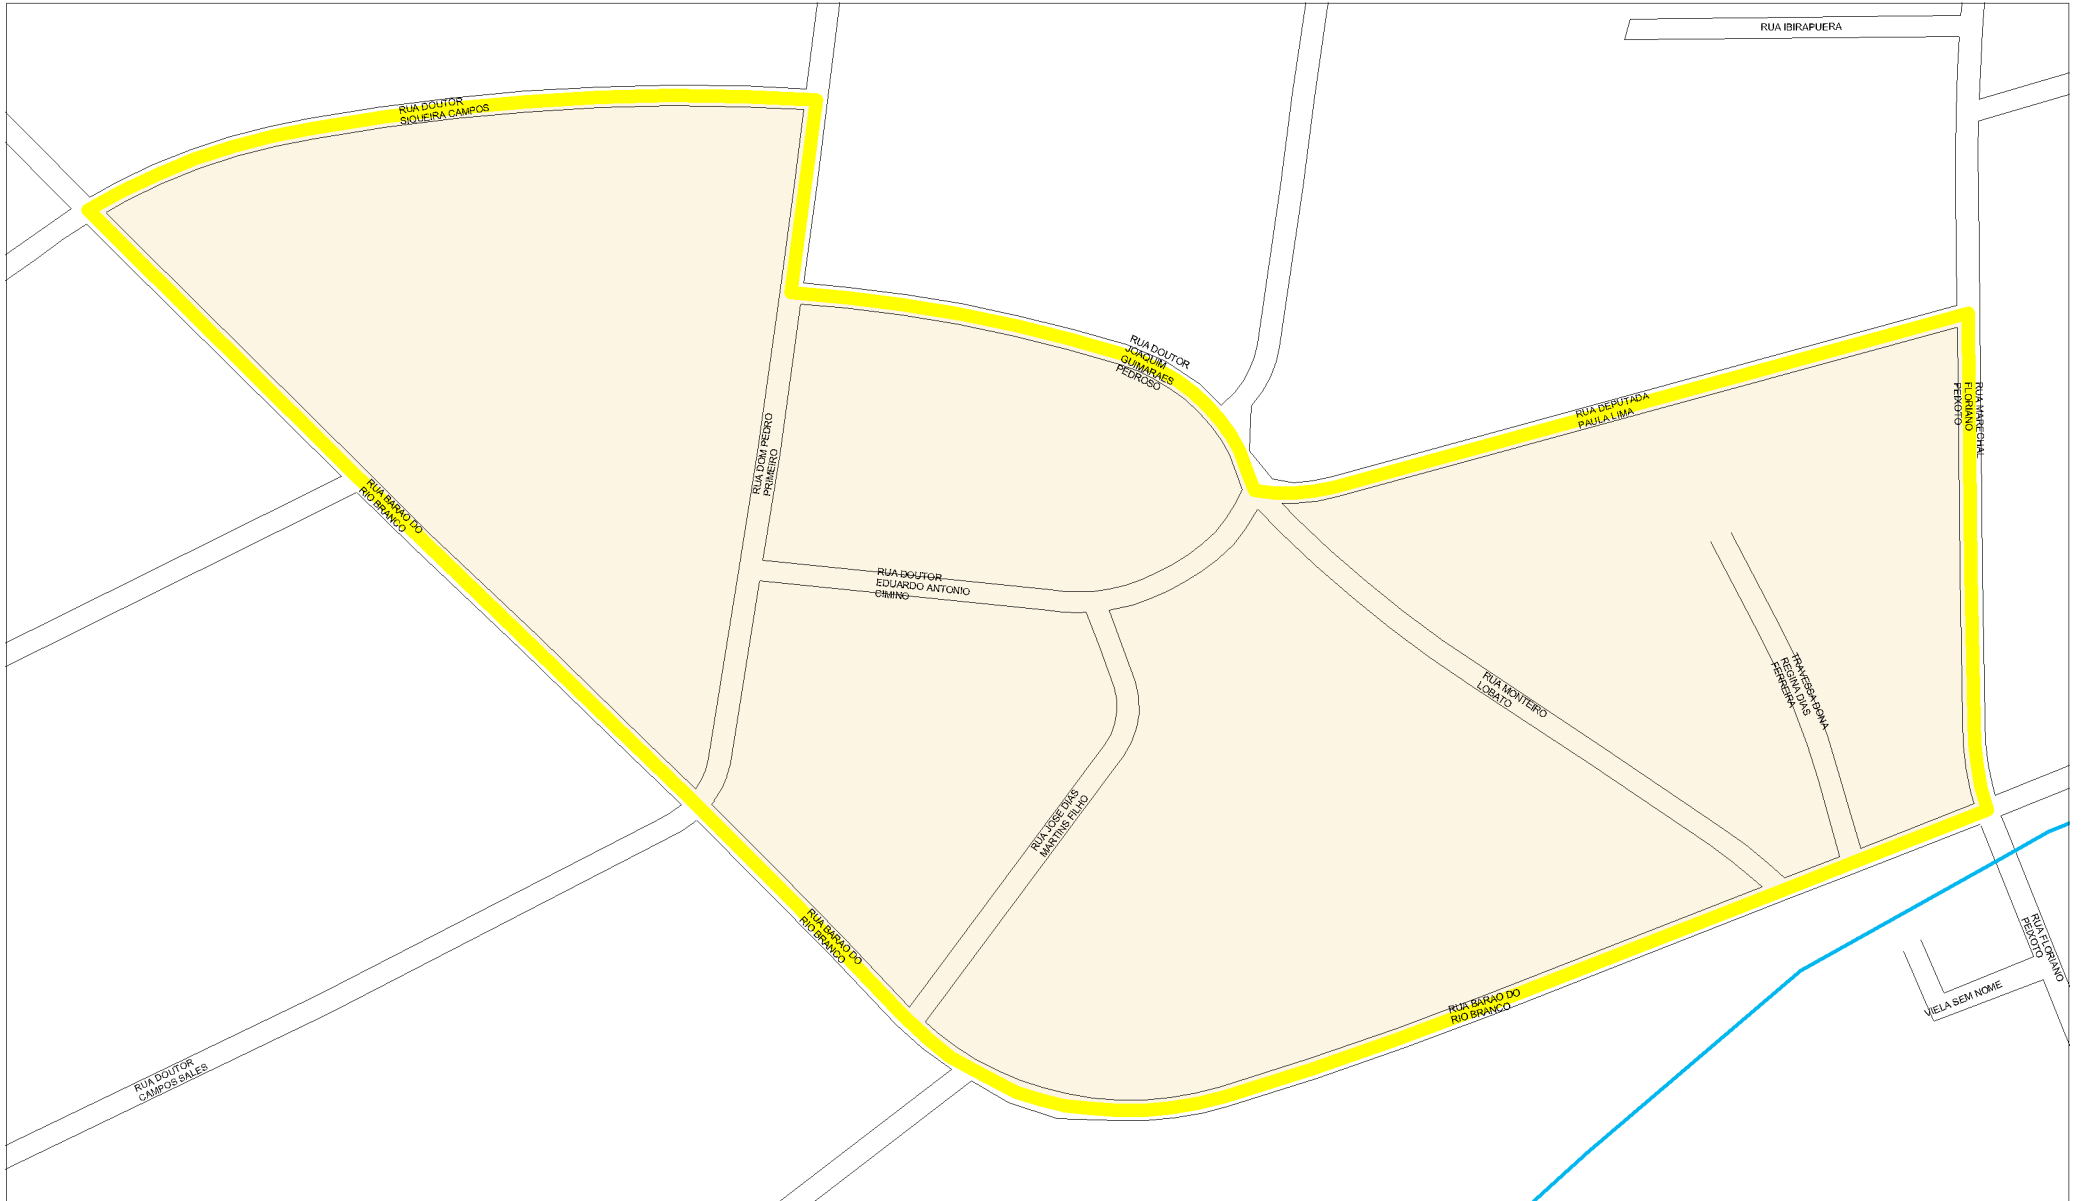 RUA IBIRAPUERA
RUA DOUTOR
SIQUEIRA CAMPOS
RUA DOUTOR
JOAQUIM
GUIMARAES
PEDROSO
RUA DEPUTADA
PAULA LIMA
RUA MARECHAL
FLORIANO
PEIXOTO
RUA DOM PEDRO
PRIMEIRO
RUA BARAO DO
RIO BRANCO
RUA DOUTOR
EDUARDO ANTONIO
CIMINO
RUA MONTEIRO
LOBATO
TRAVESSA DONA
REGINA DIAS
FERREIRA
RUA JOSE DIAS
MARTINS FILHO
RUA BARAO DO
RIO BRANCO
RUA BARAO DO
RIO BRANCO
RUA FLORIANO
PEIXOTO
VIELA SEM NOME
RUA DOUTOR
CAMPOS SALES